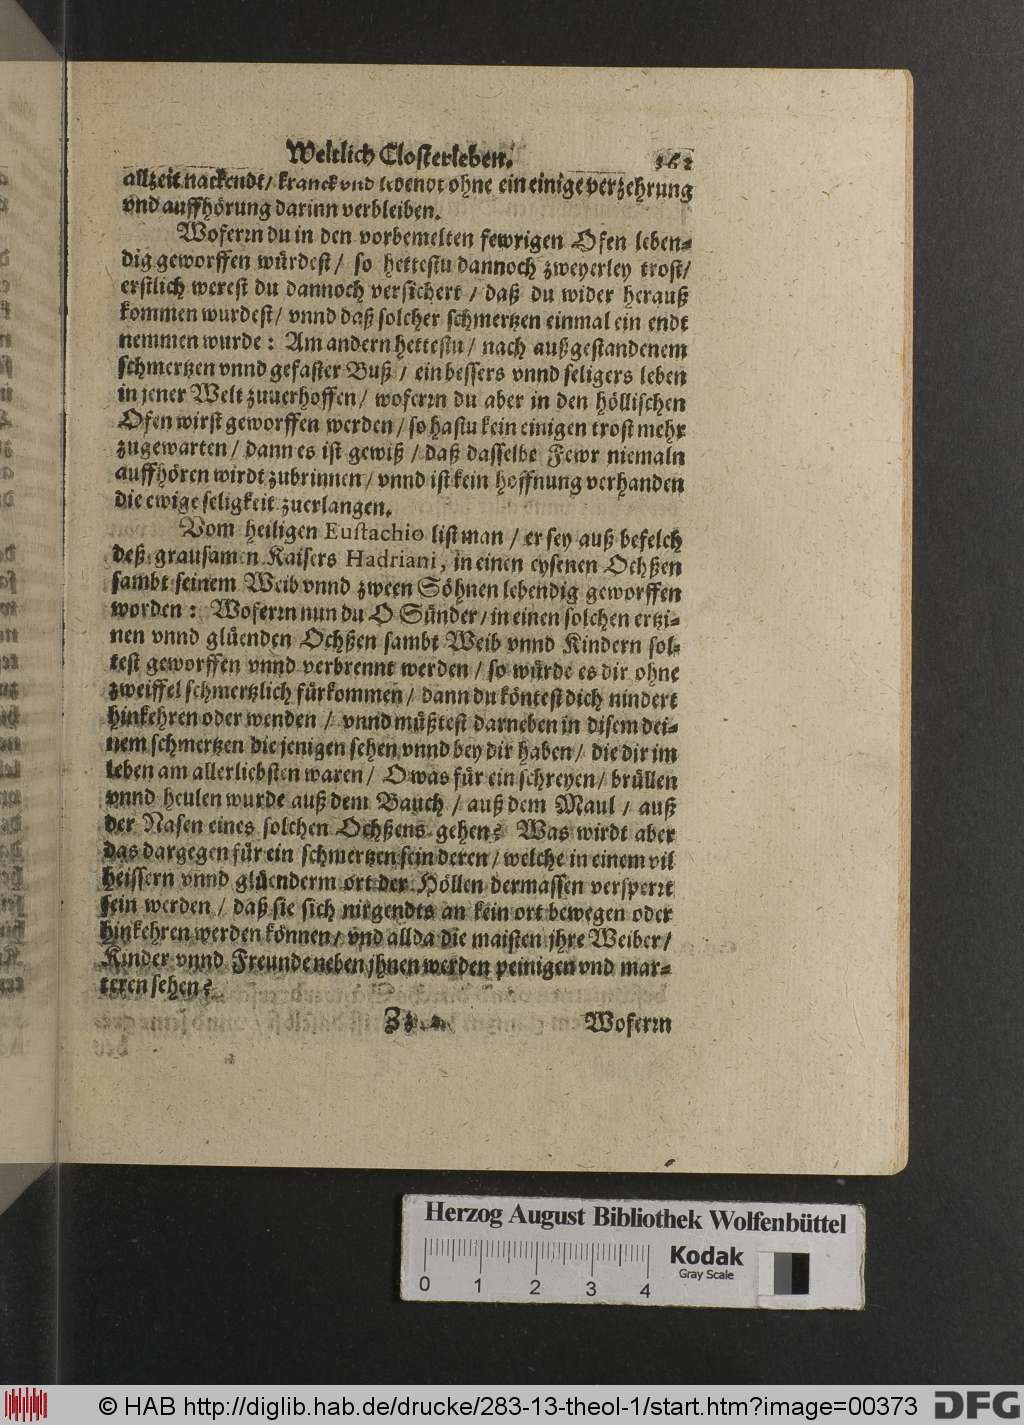 Weltlich Closterleben. 161
allzeit nackendt/ kranck vnd ohne ein einige verzehrung
vnd auffhörung darinn verbleiben.
Woferrn du in den vorbemelten fewrigen Ofen leben-
dig geworffen würdest/ so hettestu dannoch zweyerley trost/
erstlich werest du dannoch versichert / daß du wider herauß
kommen wurdest/ vnnd daß solcher schmertzen einmal ein endt
nemmen wurde: Am andern hettestu/ nach außgestandenem
schmertzen vnnd gefaster Buß/ ein bessers vnnd seligers leben
in jener Welt zuuerhoffen/ woferrn du aber in den höllischen
Ofen wirst geworffen werden/ so hastu kein einigen trost mehr
zugewarten/ dann es ist gewiß/ daß dasselbe Fewr niemaln
auffhören wirdt zubrinnen/ vnnd ist kein hoffnung verhanden
die ewige seligkeit zuerlangen.
Vom heiligen Eustachio list man / er sey auß befelch
deß grausamen Kaisers Hadriani, in einen eysenen Ochßen
sambt seinem Weib vnnd zween Söhnen lebendig geworffen
worden: Woferrn nun du O Sünder/ in einen solchen ertzi-
nen vnnd glüenden Ochßen sambt Weib vnnd Kindern sol-
test geworffen vnnd verbrennt werden/ so würde es dir ohne
zweiffel schmertzlich fürkommen/ dann du köntest dich nindert
hinkehren oder wenden / vnnd müßtest darneben in disem dei-
nem schmertzen die jenigen sehen vnnd bey dir haben/ die dir im
leben am allerliebsten waren/ O was für ein schreyen/ brüllen
vnnd heulen wurde auß dem Bauch / auß dem Maul / auß
der Nasen eines solchen Ochßens gehen? Was wirdt aber
das dargegen für ein schmertzen sein deren/ welche in einem vil
heissern vnnd glüenderm ort der Höllen dermassen versperrt
sein werden/ daß sie sich nirgendts an kein ort bewegen oder
hinkehren werden können/ vnd allda die maisten jhre Weiber/
Kinder vnnd Freunde neben jhnen werden peinigen vnd mar-
teren sehen?
Woferrn
Herzog August Bibliothek Wolfenbüttel
0 1 2 3 4
Kodak
Gray Scale
© HAB http://diglib.hab.de/drucke/283-13-theol-1/start.htm?image=00373 DFG